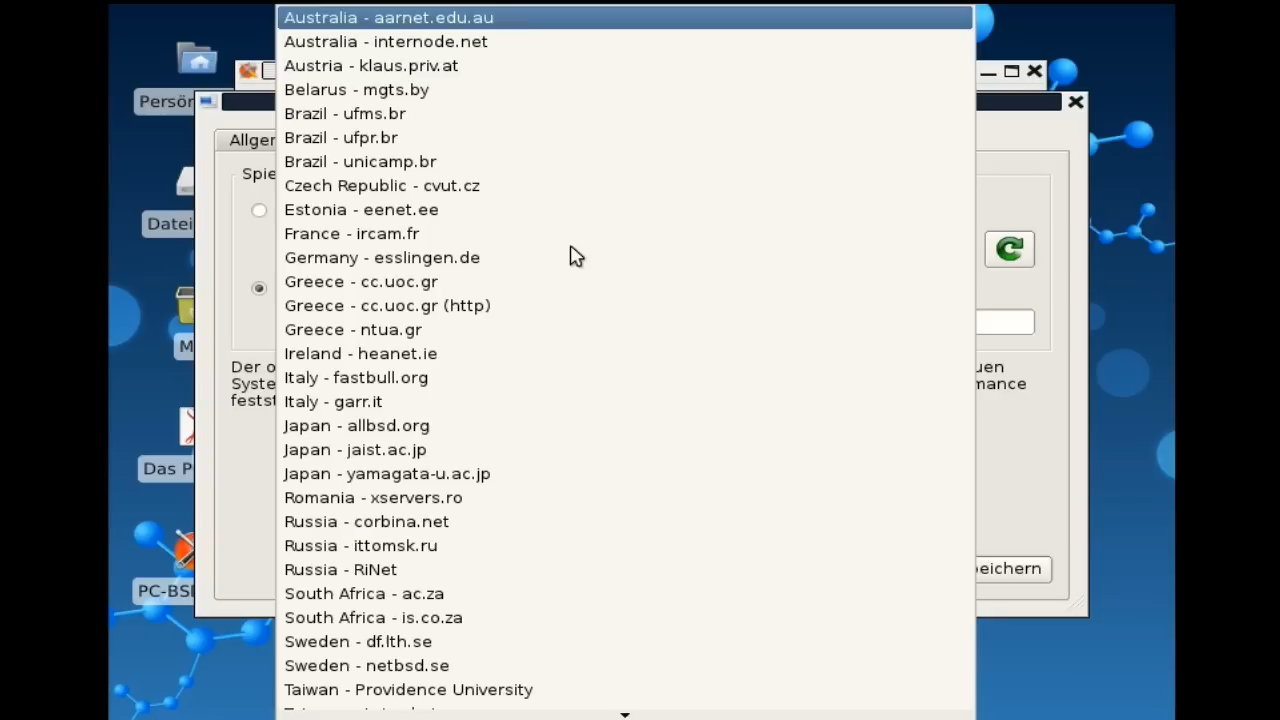 Australia - aarnet.edu.au
Australia - internode.net
Austria - klaus.priv.at
Belarus - mgts.by
Brazil - ufms.br
Brazil - ufpr.br
Brazil - unicamp.br
Czech Republic - cvut.cz
Estonia - eenet.ee
France - ircam.fr
Germany - esslingen.de
Greece - cc.uoc.gr
Greece - cc.uoc.gr (http)
Greece - ntua.gr
Ireland - heanet.ie
Italy - fastbull.org
Italy - garr.it
Japan - allbsd.org
Japan - jaist.ac.jp
Japan - yamagata-u.ac.jp
Romania - xservers.ro
Russia - corbina.net
Russia - ittomsk.ru
Russia - RiNet
South Africa - ac.za
South Africa - is.co.za
Sweden - df.lth.se
Sweden - netbsd.se
Taiwan - Providence University
Persör
Datei
M
Das P
PC-BS
Allger
Spie
Der o
uen
Syste
mance
festst
peichern